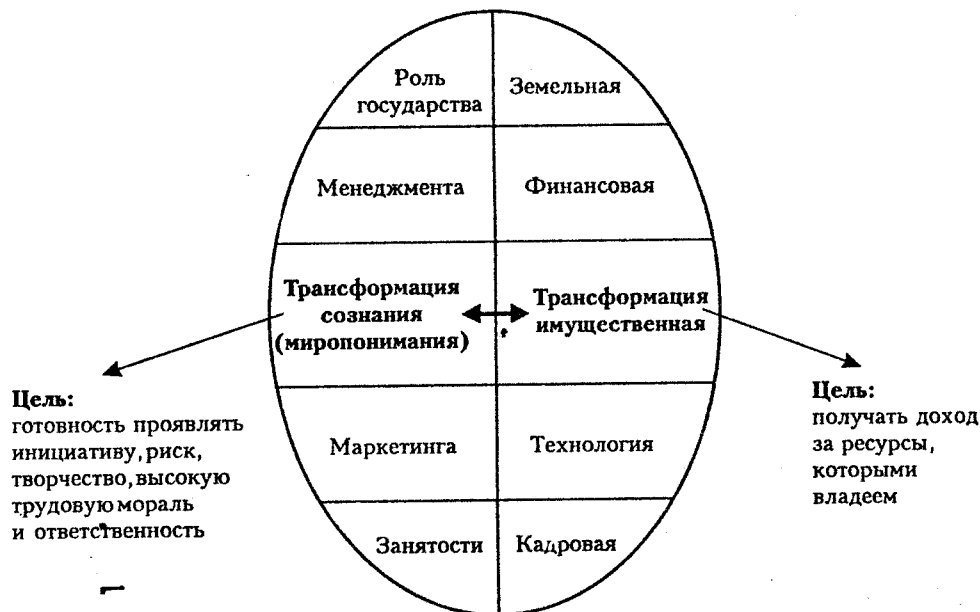 Роль
государства
Земельная
Менеджмента
Финансовая
Трансформация
сознания
(миропонимания)
Трансформация
имущественная
Цель:
готовность проявлять
инициативу, риск,
творчество, высокую
трудовую мораль
и ответственность
Цель:
получать доход
за ресурсы,
которыми
владеем
Маркетинга
Технология
Занятости
Кадровая